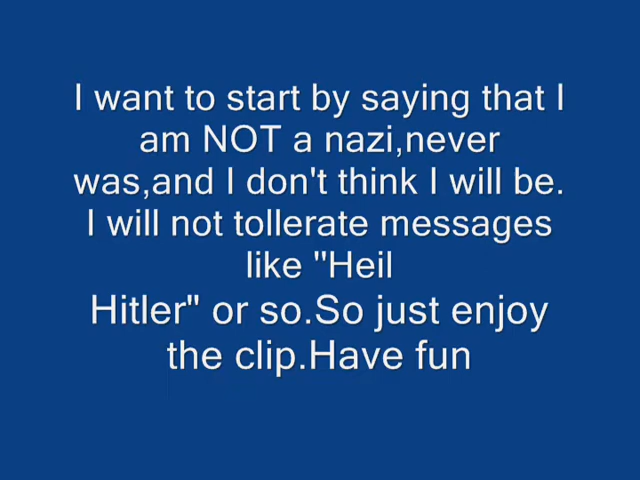 I want to start by saying that I
am NOT a nazi,never
was,and I don't think I will be.
I will not tollerate messages
like "Heil
Hitler" or so.So just enjoy
the clip.Have fun